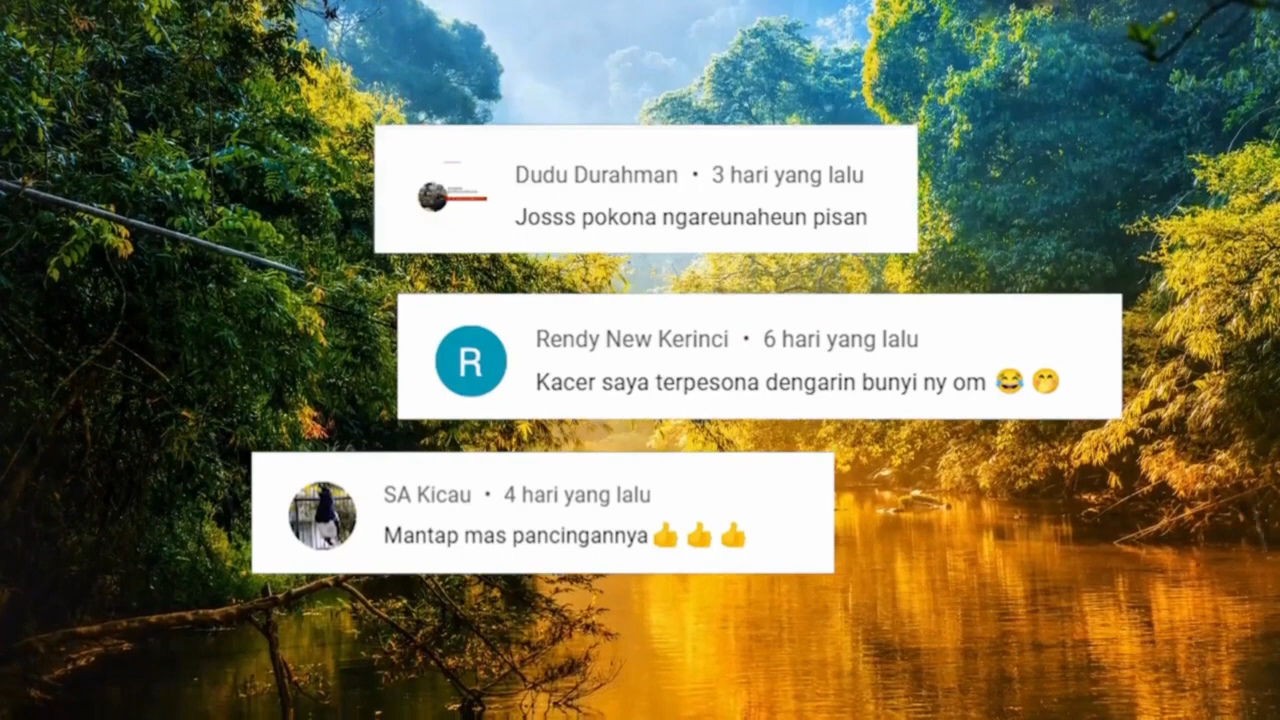 Dudu Durahman • 3 hari yang lalu
Josss pokona ngareunaheun pisan
R
Rendy New Kerinci • 6 hari yang lalu
Kacer saya terpesona dengarin bunyi ny om 😂 🤭
SA Kicau • 4 hari yang lalu
Mantap mas pancingannya 👍 👍 👍